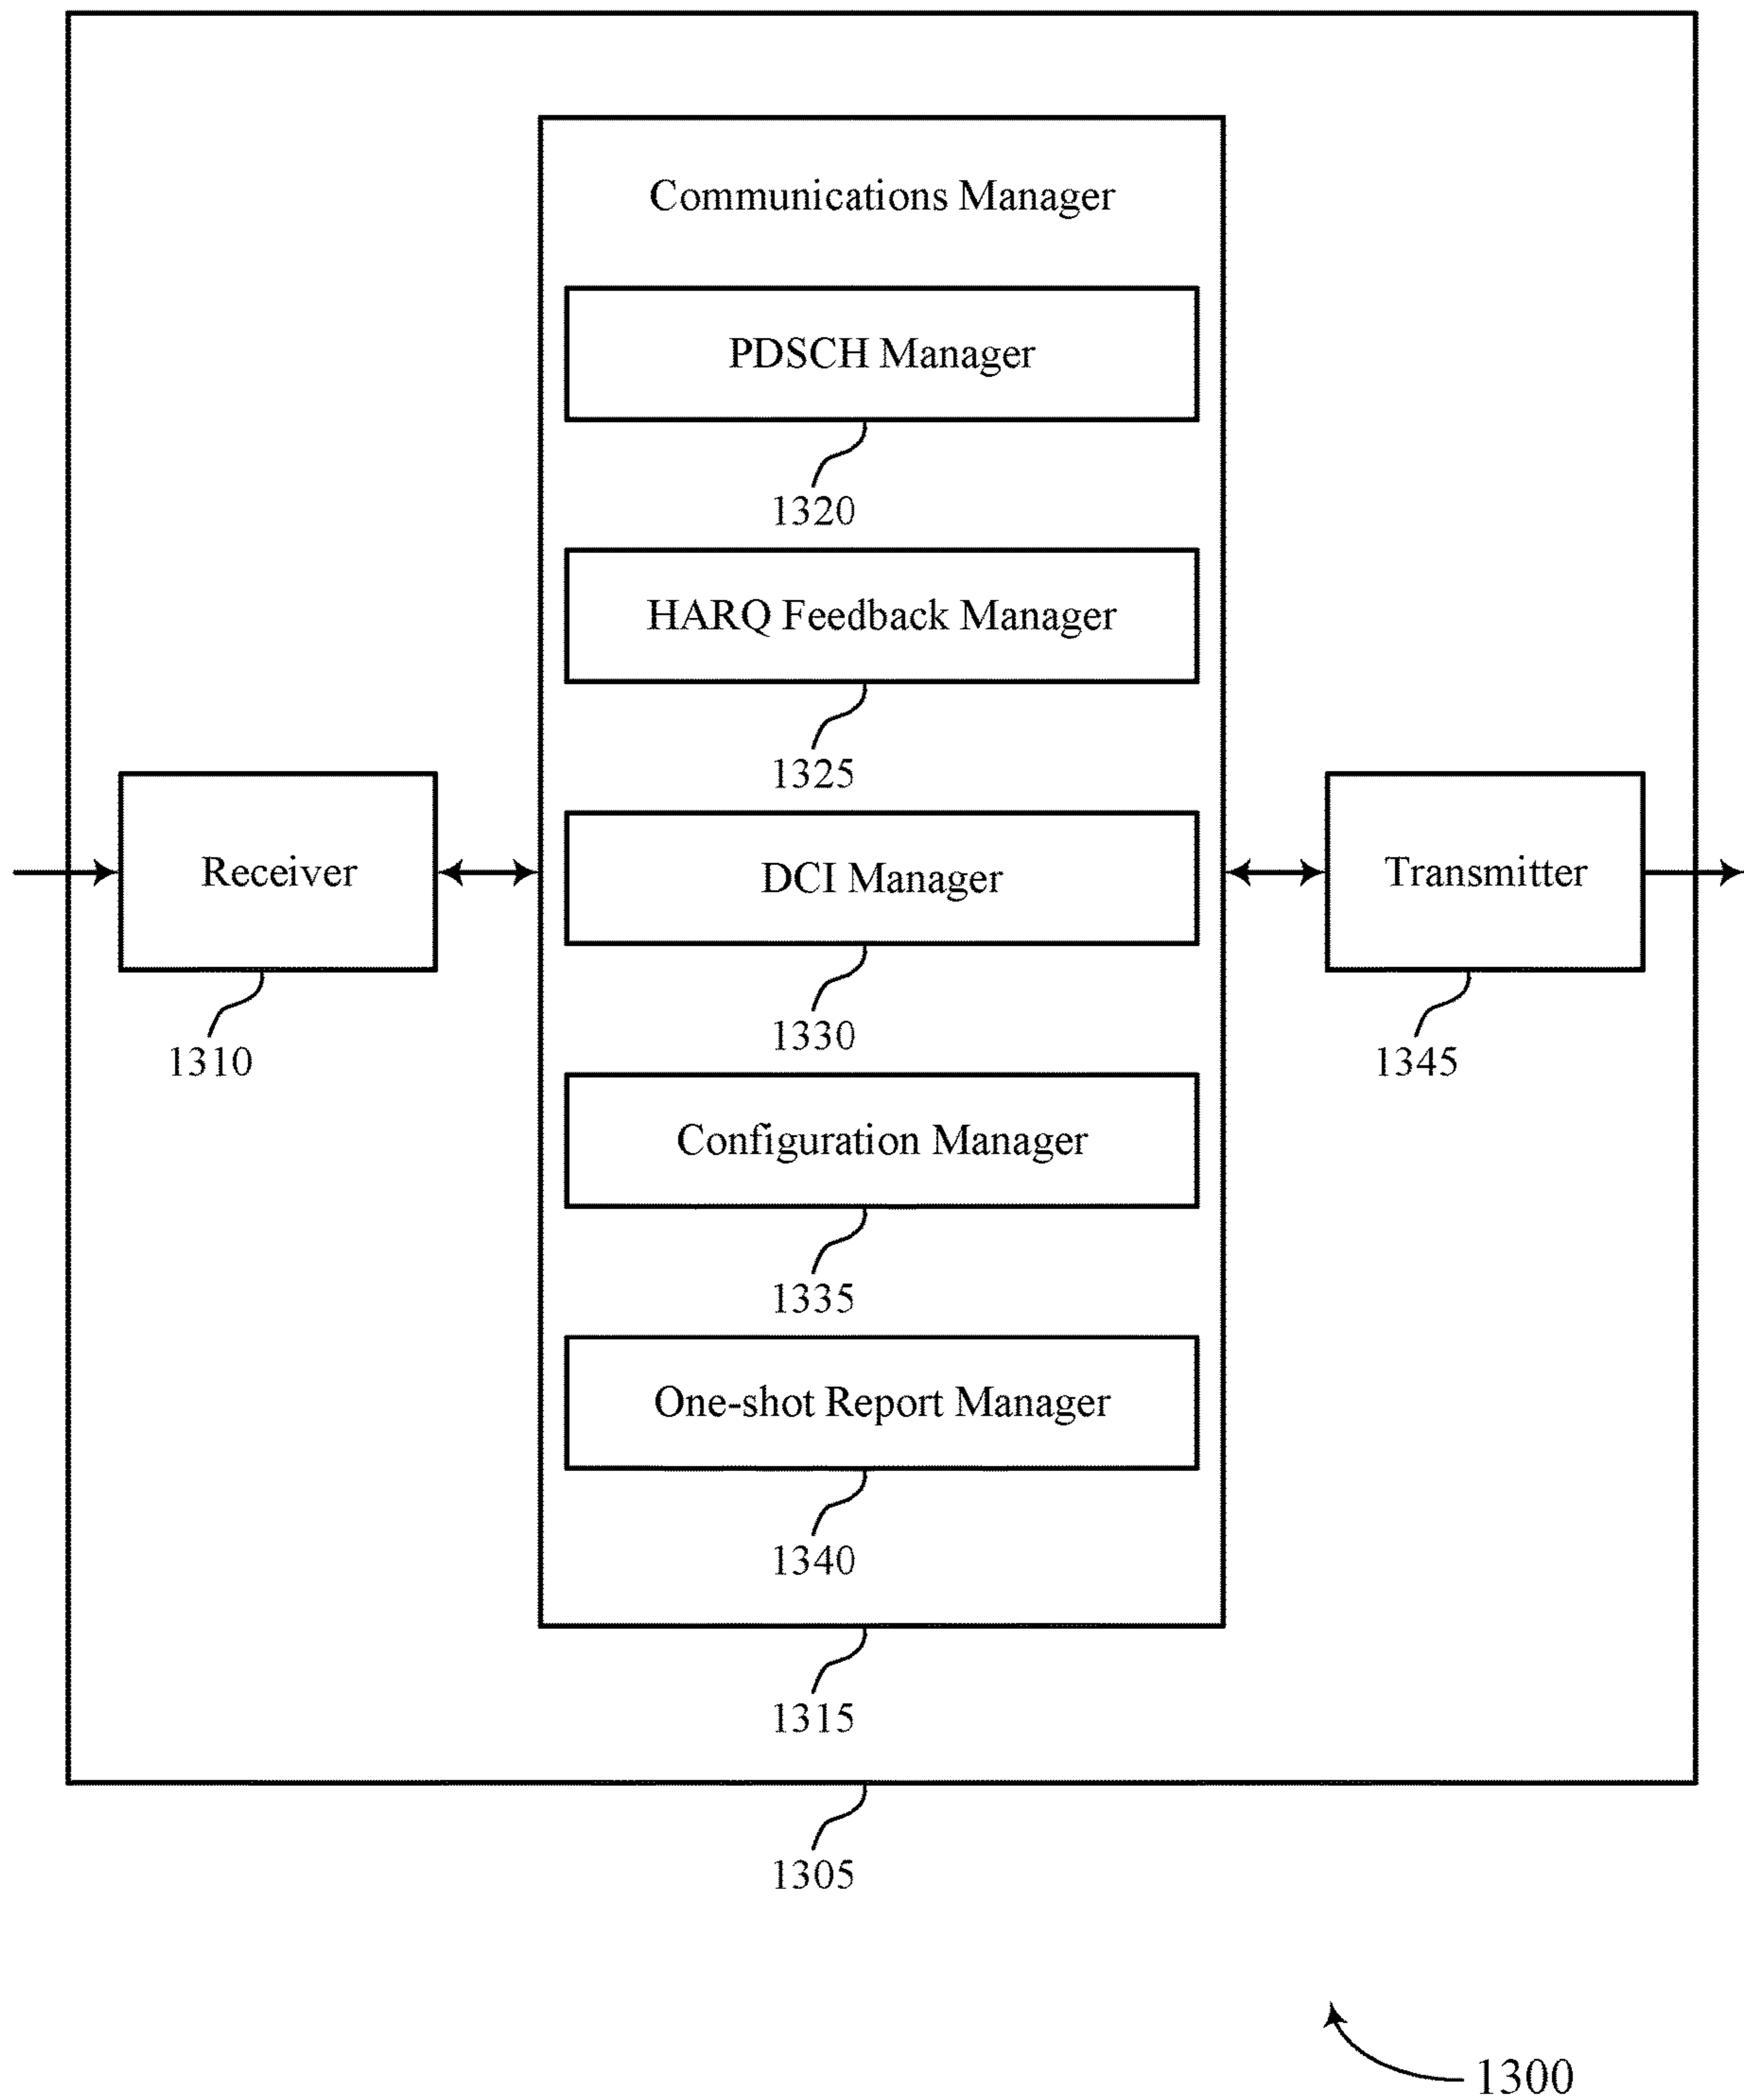 Communications Manager
PDSCH Manager
1320
HARQ Feedback Manager
1325
Receiver
DCI Manager
Transmitter
1310
1330
1345
Configuration Manager
1335
One-shot Report Manager
1340
1315
1305
1300